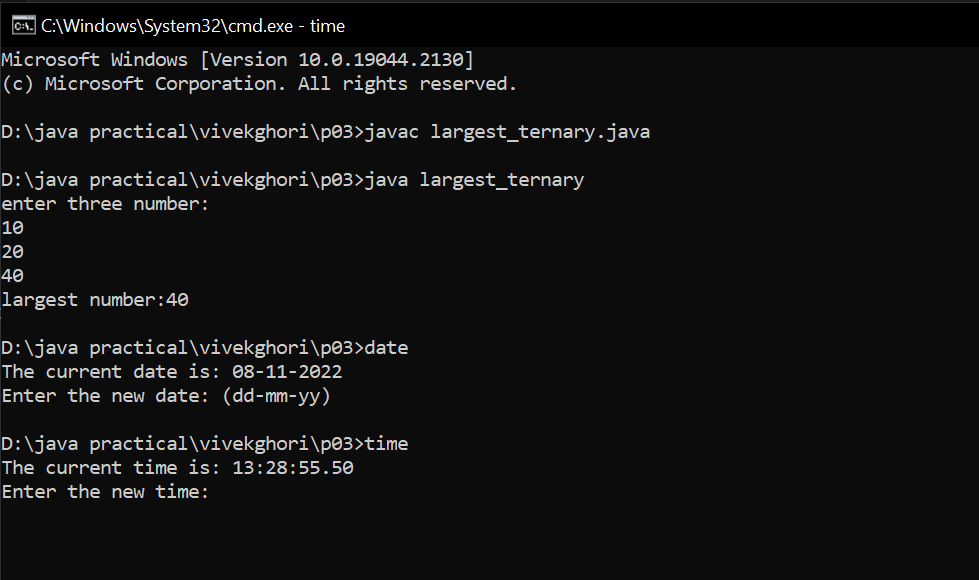 C:\Windows\System32\cmd.exe - time
Microsoft Windows [Version 10.0.19044.2130]
(c) Microsoft Corporation. All rights reserved.
D:\java practical\vivekghori\p03>javac largest_ternary.java
D:\java practical\vivekghori\p03>java largest_ternary
enter three number:
10
20
40
largest number:40
D:\java practical\vivekghori\p03>date
The current date is: 08-11-2022
Enter the new date: (dd-mm-yy)
D:\java practical\vivekghori\p03>time
The current time is: 13:28:55.50
Enter the new time: